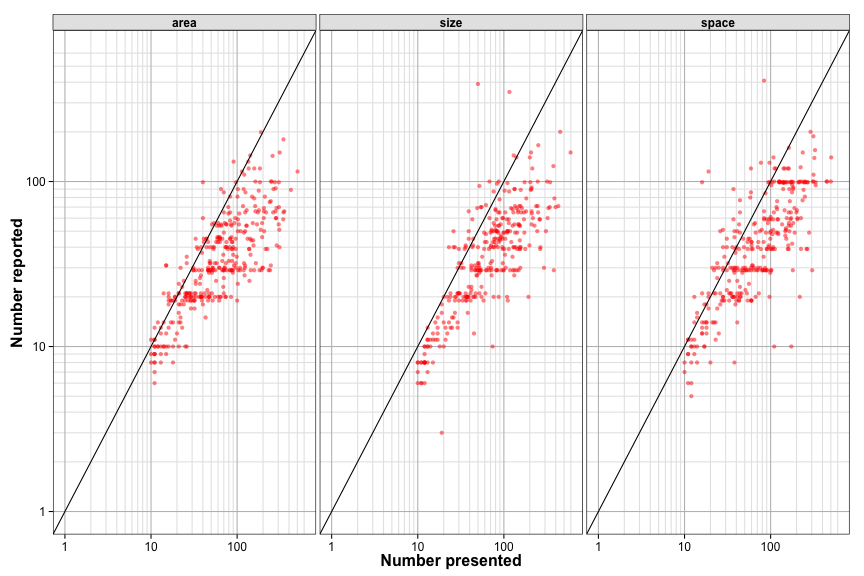 area size space
Number reported
100
10
1
1 10 100 1 10 100 1 10 100
Number presented